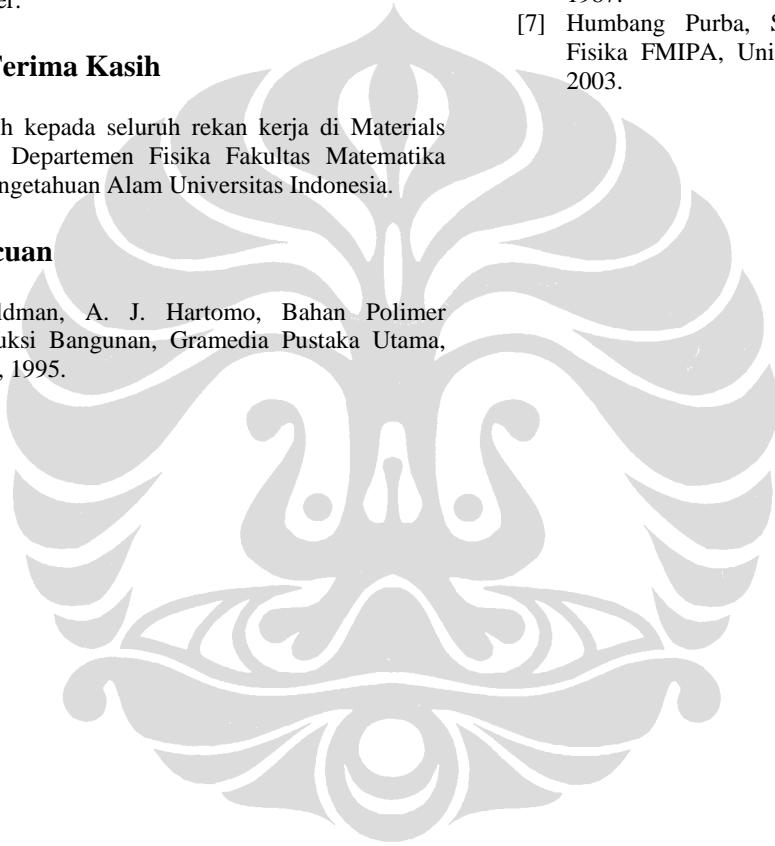 er.
Terima Kasih
h kepada seluruh rekan kerja di Materials
Departemen Fisika Fakultas Matematika
ngetahuan Alam Universitas Indonesia.
cuan
ldman, A. J. Hartomo, Bahan Polimer
uksi Bangunan, Gramedia Pustaka Utama,
, 1995.
1987.
[7] Humbang Purba, S
Fisika FMIPA, Uni
2003.